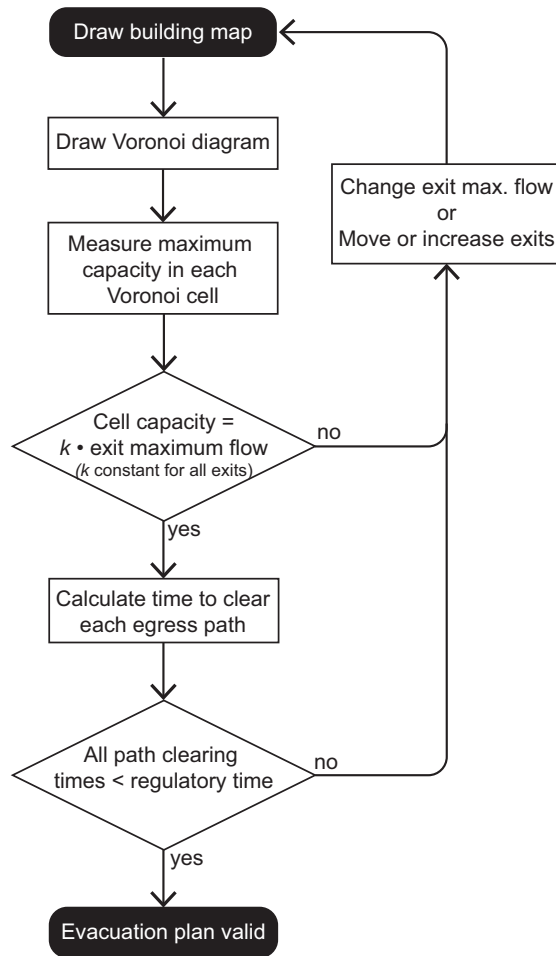 Draw building map
Draw Voronoi diagram
Change exit max. flow
or
Move or increase exits
Measure maximum
capacity in each
Voronoi cell
Cell capacity =
k • exit maximum flow
(k constant for all exits)
no
yes
Calculate time to clear
each egress path
All path clearing
times < regulatory time
no
yes
Evacuation plan valid